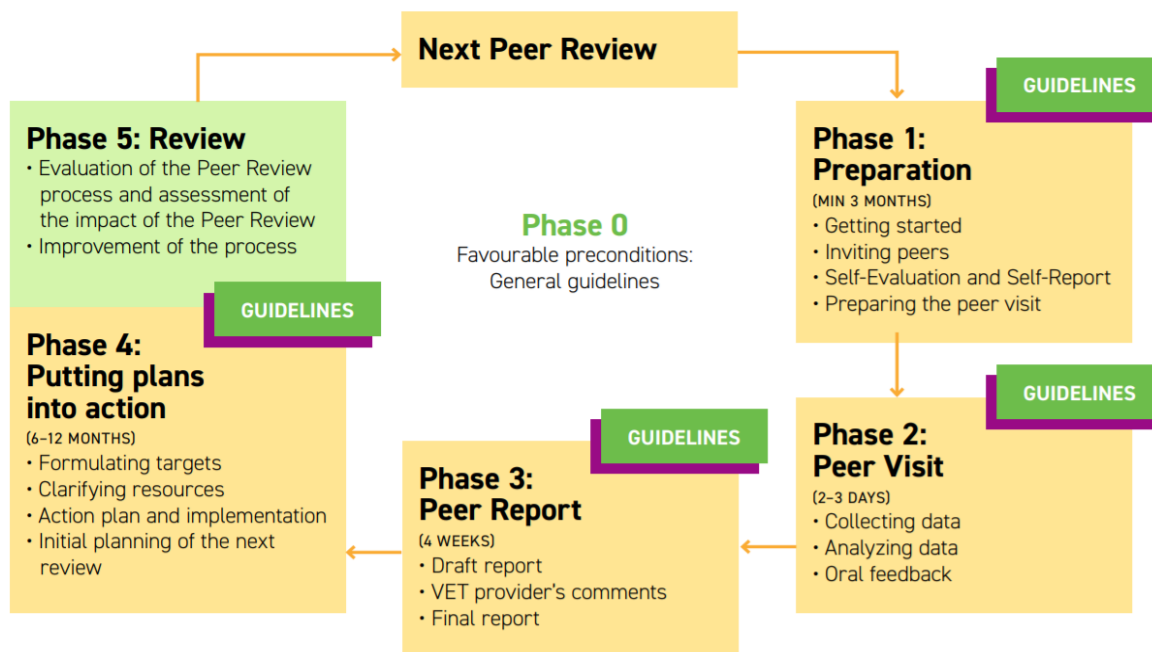 Next Peer Review
GUIDELINES
Phase 1:
Preparation
(MIN 3 MONTHS)
• Getting started
• Inviting peers
• Self-Evaluation and Self-Report
• Preparing the peer visit
GUIDELINES
Phase 2:
Peer Visit
(2–3 DAYS)
• Collecting data
• Analyzing data
• Oral feedback
GUIDELINES
Phase 3:
Peer Report
(4 WEEKS)
• Draft report
• VET provider's comments
• Final report
GUIDELINES
Phase 4:
Putting plans
into action
(6–12 MONTHS)
• Formulating targets
• Clarifying resources
• Action plan and implementation
• Initial planning of the next
review
Phase 5: Review
• Evaluation of the Peer Review
process and assessment of
the impact of the Peer Review
• Improvement of the process
Phase 0
Favourable preconditions:
General guidelines